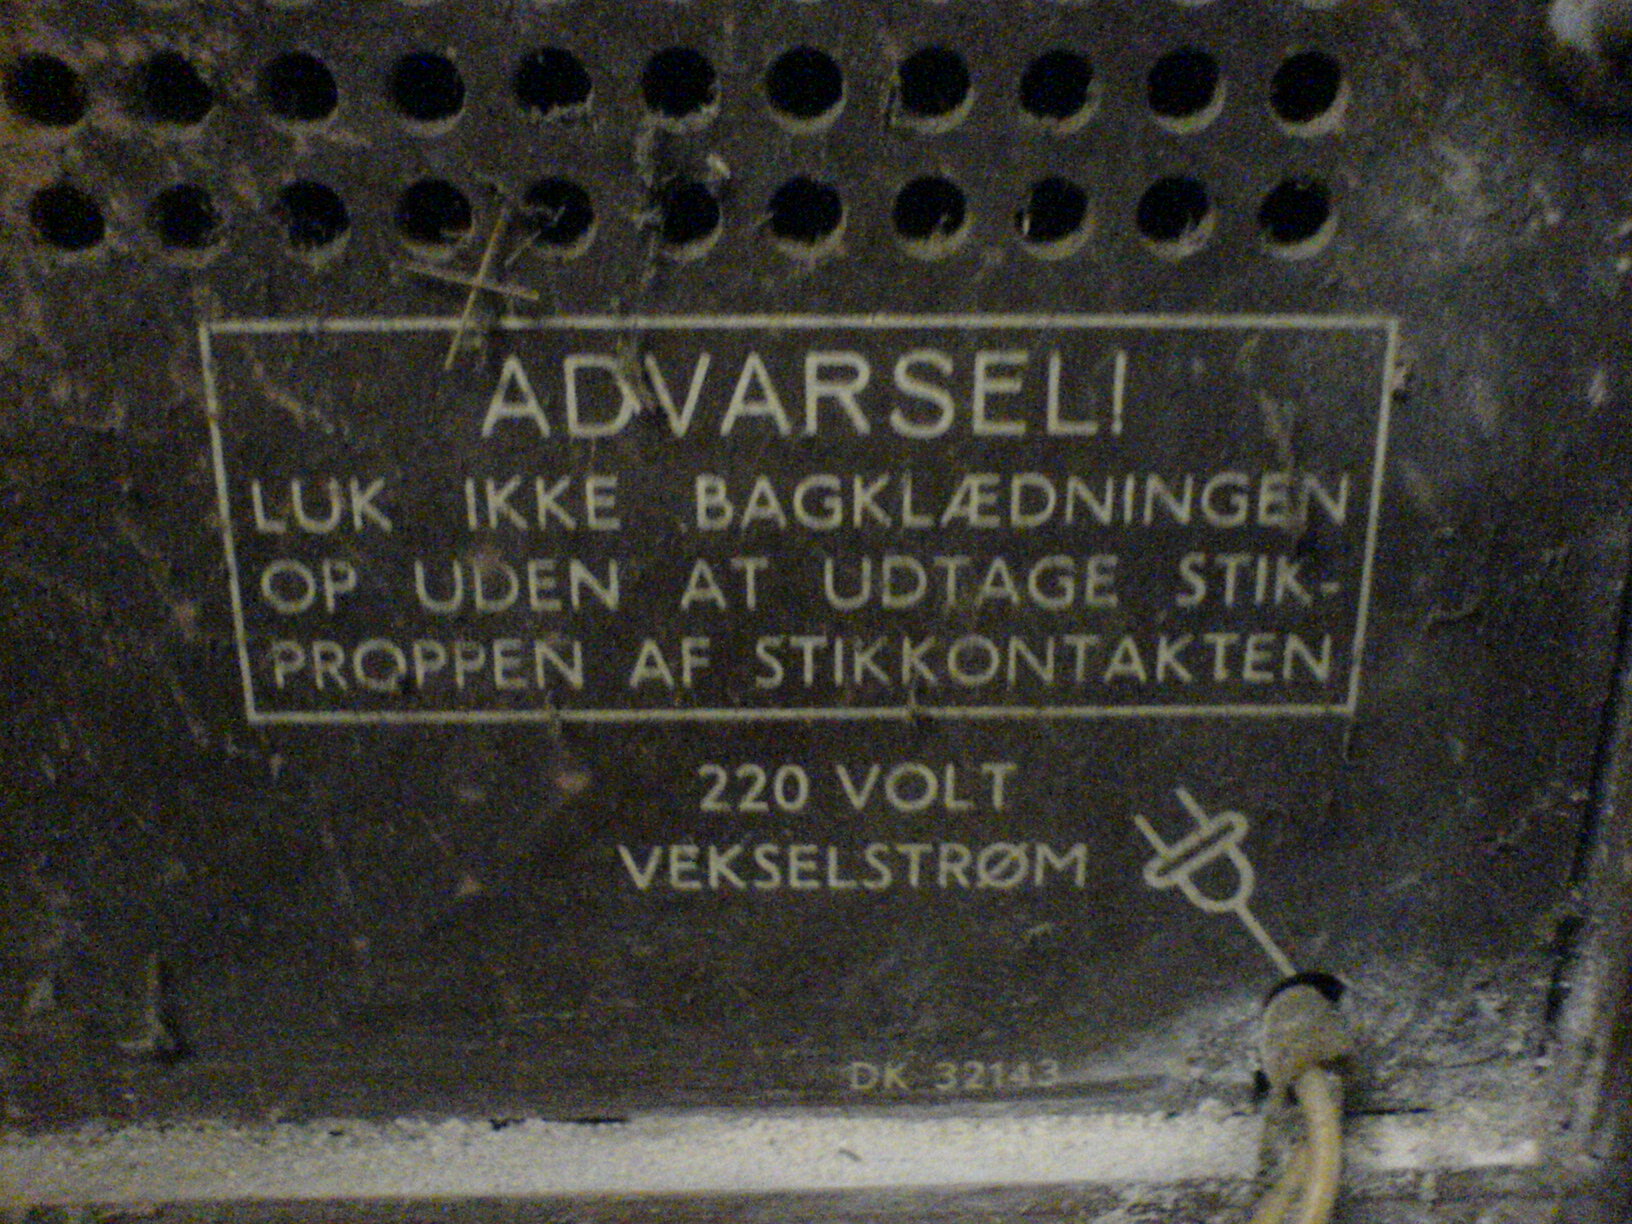 ADVARSEL!
LUK IKKE BAGKLÆDNINGEN
OP UDEN AT UDTAGE STIK-
PROPPEN AF STIKKONTAKTEN
220 VOLT
VEKSELSTRØM
DK 32143